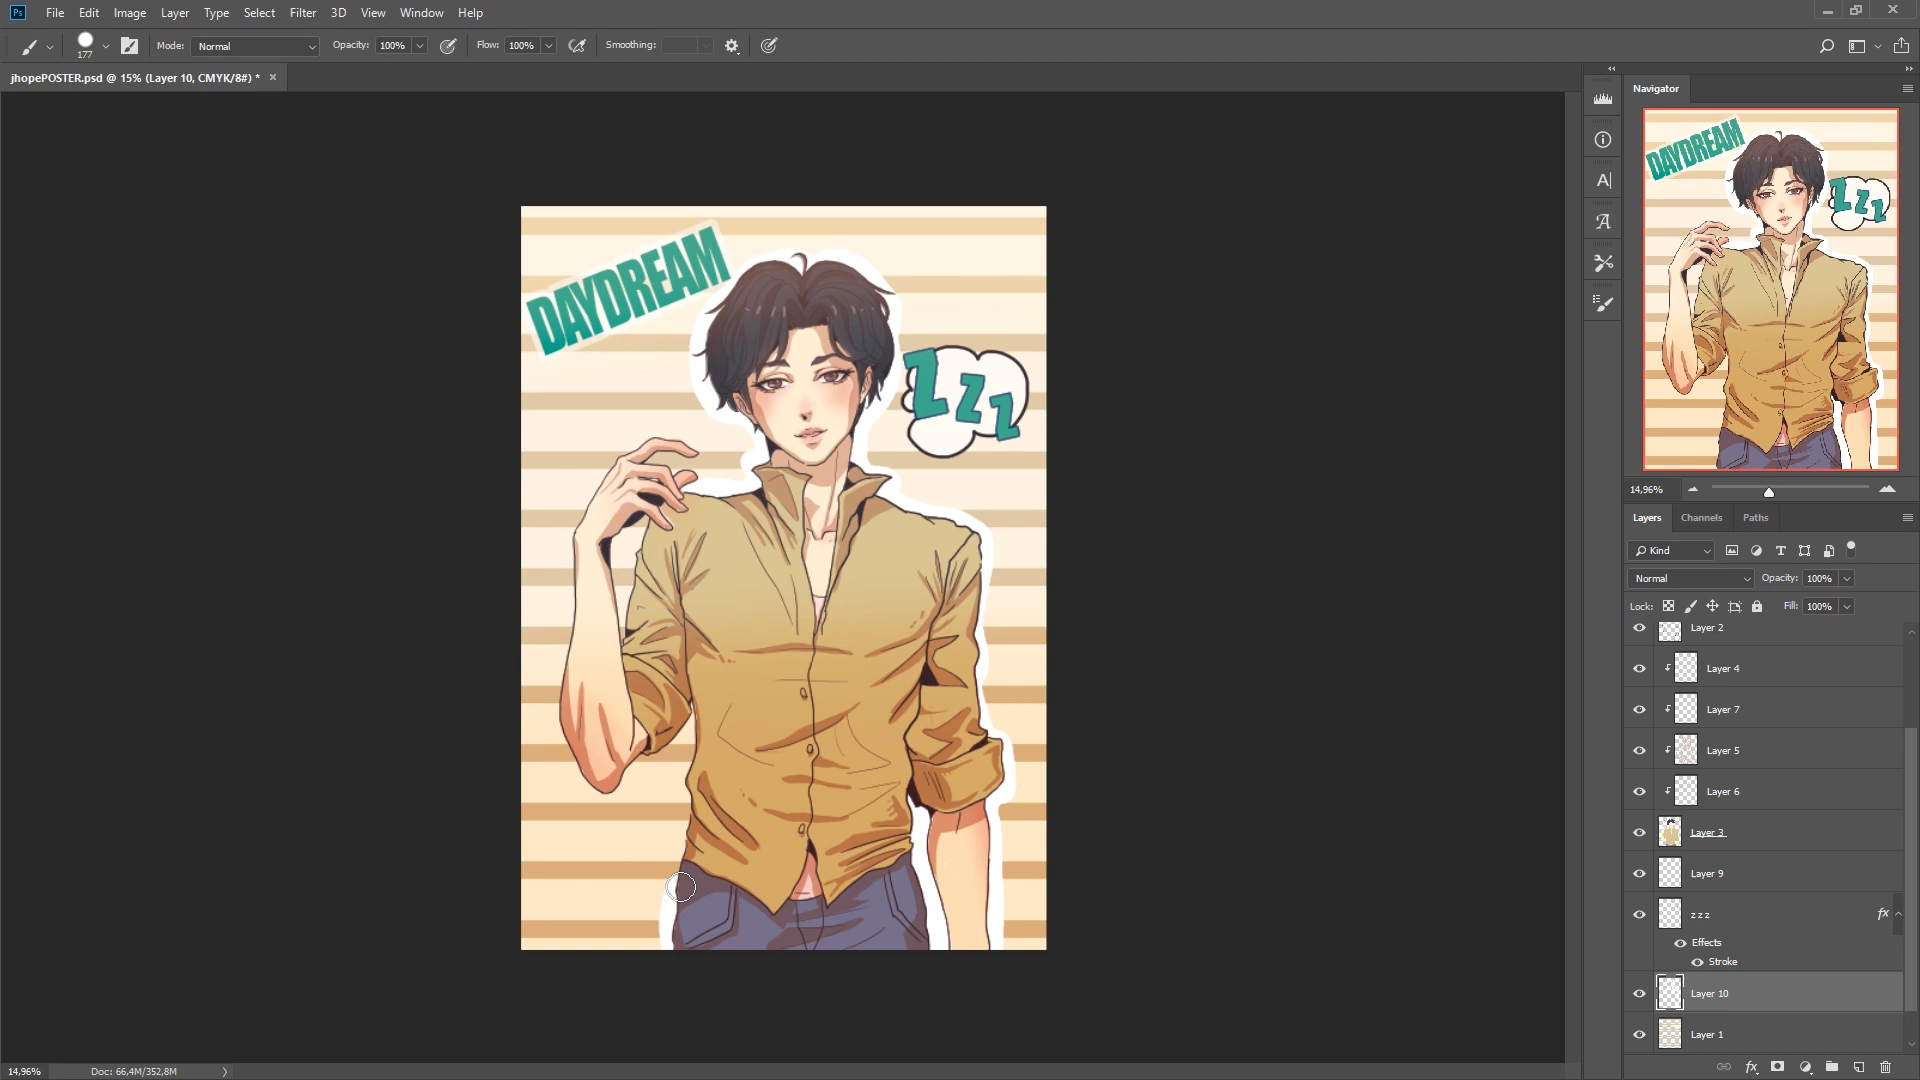 Ps File Edit Image Layer Type Select Filter 3D View Window Help
177 Mode: Normal Opacity: 100% Flow: 100% Smoothing:
jhopePOSTER.psd @ 15% (Layer 10, CMYK/8#) * ×
Navigator
DAYDREAM
Z Z Z
DAYDREAM
Z Z Z
14,96%
Layers Channels Paths
Kind
Normal Opacity: 100%
Lock: Fill: 100%
Layer 2
Layer 4
Layer 7
Layer 5
Layer 6
Layer 3
Layer 9
z z z fx
Effects
Stroke
Layer 10
Layer 1
14,96% Doc: 66,4M/352,8M
fx